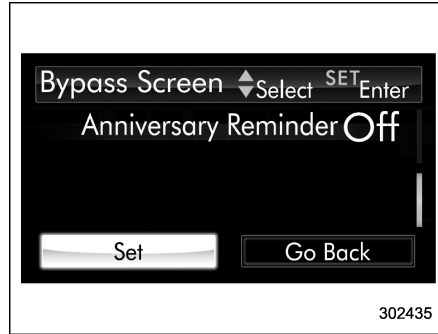 Bypass Screen Select SET Enter
Anniversary Reminder Off
Set Go Back
302435